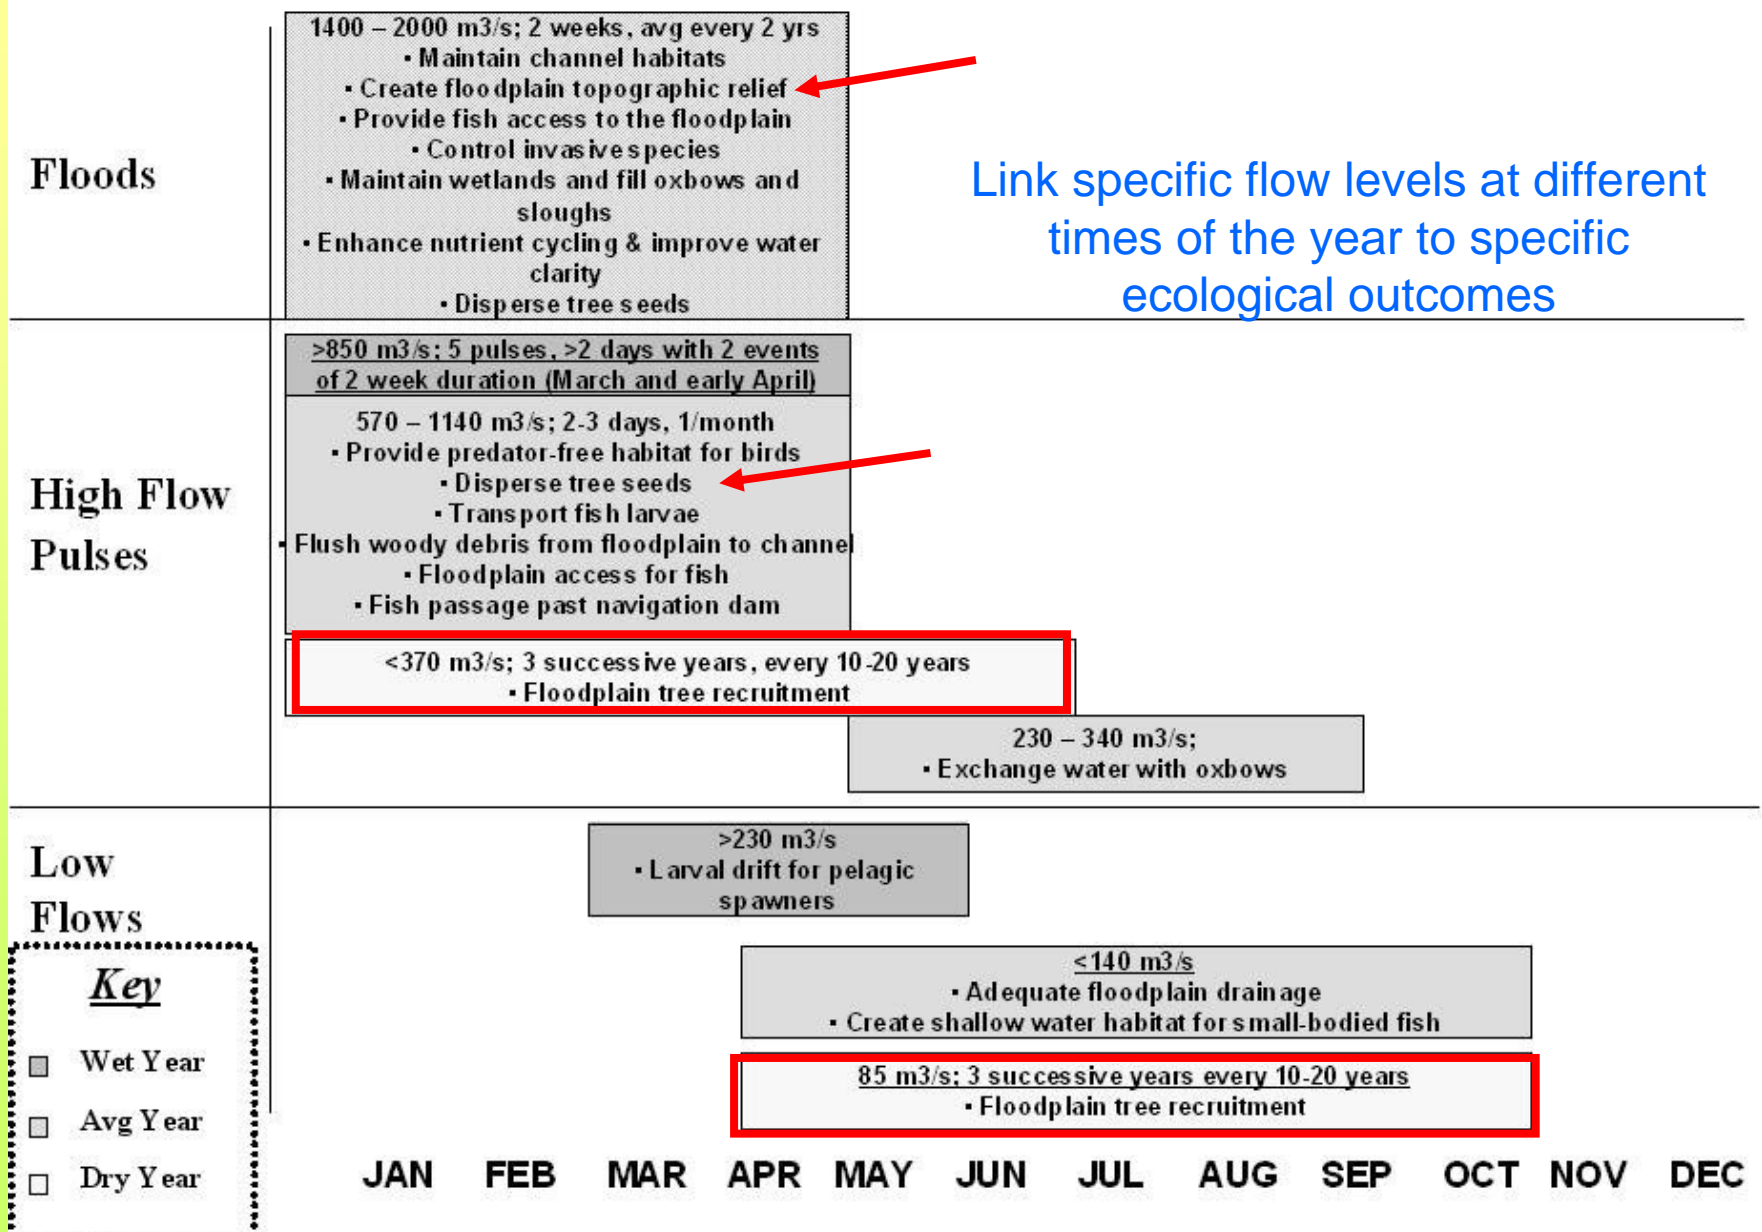 Floods
1400 – 2000 m3/s; 2 weeks, avg every 2 yrs
▪ Maintain channel habitats
▪ Create floodplain topographic relief
▪ Provide fish access to the floodplain
▪ Control invasive species
▪ Maintain wetlands and fill oxbows and
sloughs
▪ Enhance nutrient cycling & improve water
clarity
▪ Disperse tree seeds
Link specific flow levels at different
times of the year to specific
ecological outcomes
High Flow
Pulses
>850 m3/s; 5 pulses, >2 days with 2 events
of 2 week duration (March and early April)
570 – 1140 m3/s; 2-3 days, 1/month
▪ Provide predator-free habitat for birds
▪ Disperse tree seeds
▪ Transport fish larvae
▪ Flush woody debris from floodplain to channel
▪ Floodplain access for fish
▪ Fish passage past navigation dam
<370 m3/s; 3 successive years, every 10-20 years
▪ Floodplain tree recruitment
230 – 340 m3/s;
▪ Exchange water with oxbows
Low
Flows
>230 m3/s
▪ Larval drift for pelagic
spawners
<140 m3/s
▪ Adequate floodplain drainage
▪ Create shallow water habitat for small-bodied fish
85 m3/s; 3 successive years every 10-20 years
▪ Floodplain tree recruitment
Key
Wet Year
Avg Year
Dry Year
JAN FEB MAR APR MAY JUN JUL AUG SEP OCT NOV DEC